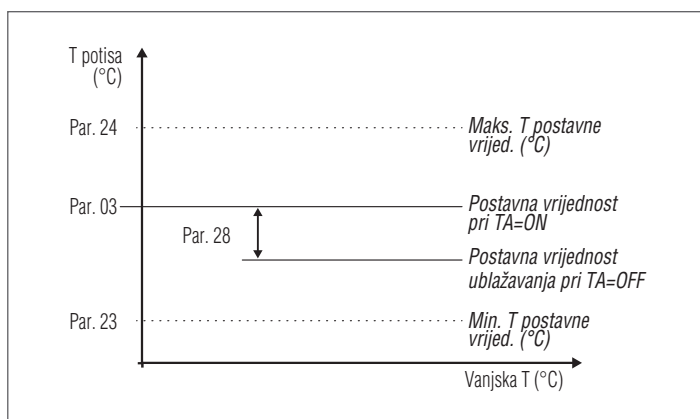 T potisa
(°C)
Par. 24
Maks. T postavne
vrijed. (°C)
Par. 03
Postavna vrijednost
pri TA=ON
Par. 28
Postavna vrijednost
ublažavanja pri TA=OFF
Par. 23
Min. T postavne
vrijed. (°C)
Vanjska T (°C)